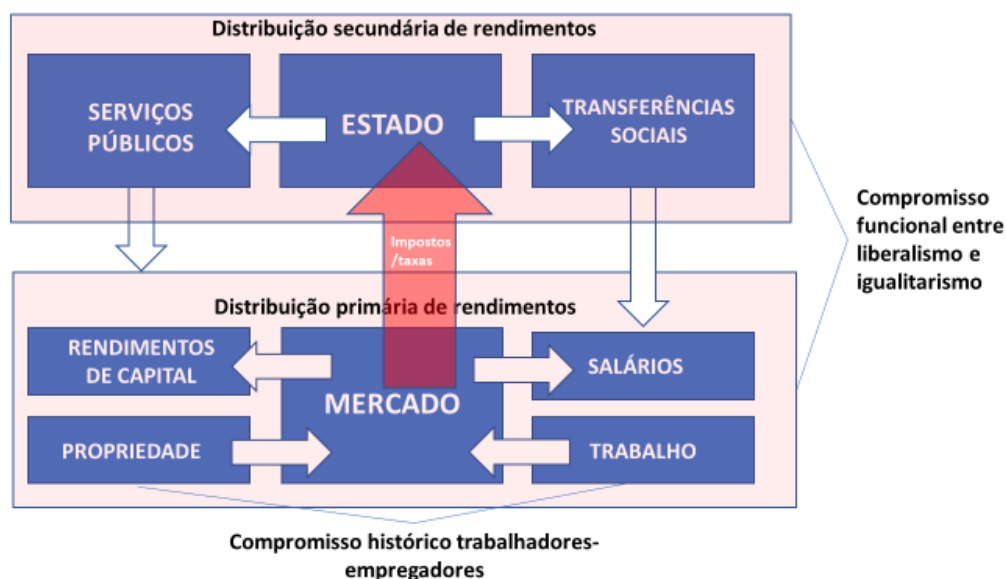 Distribuição secundária de rendimentos
SERVIÇOS
PÚBLICOS
ESTADO
TRANSFERÊNCIAS
SOCIAIS
Impostos
/taxas
Compromisso
funcional entre
liberalismo e
igualitarismo
Distribuição primária de rendimentos
RENDIMENTOS
DE CAPITAL
MERCADO
SALÁRIOS
PROPRIEDADE
TRABALHO
Compromisso histórico trabalhadores-
empregadores